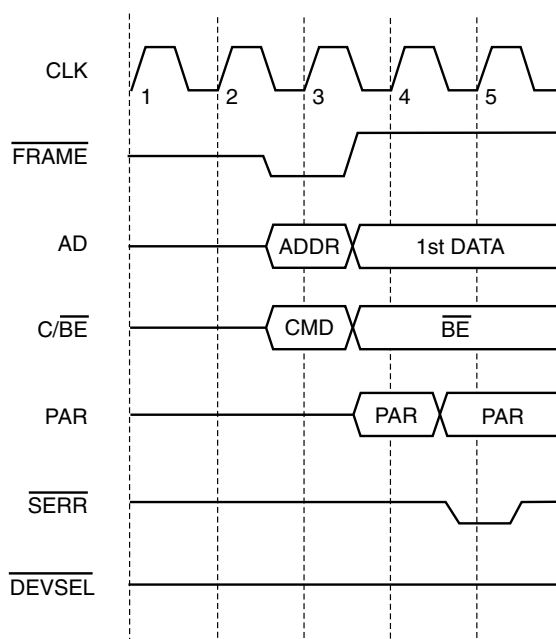 CLK
1 2 3 4 5
FRAME
AD ADDR 1st DATA
C/BE CMD BE
PAR PAR PAR
SERR
DEVSEL